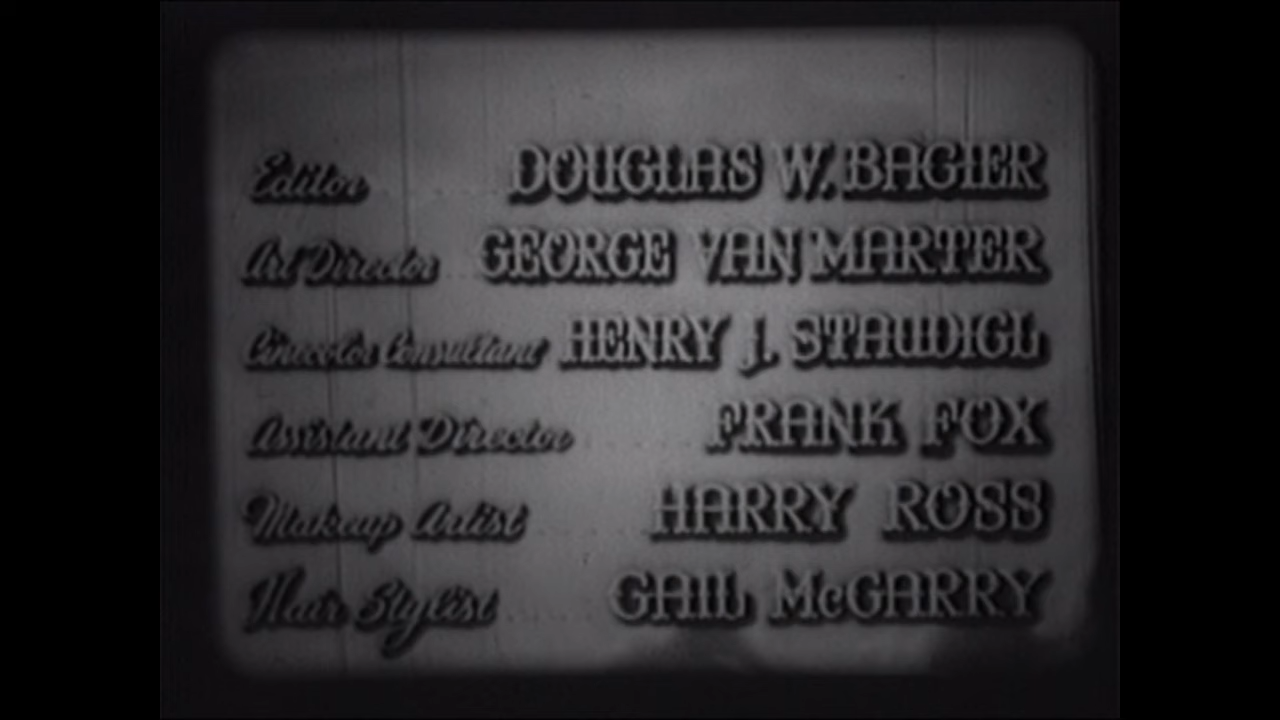 Editor DOUGLAS W. BAGIER
Art Director GEORGE VAN MARTER
Cinecolor Consultant HENRY J. STAUDIGL
Assistant Director FRANK FOX
Makeup Artist HARRY ROSS
Hair Stylist GAIL McGARRY